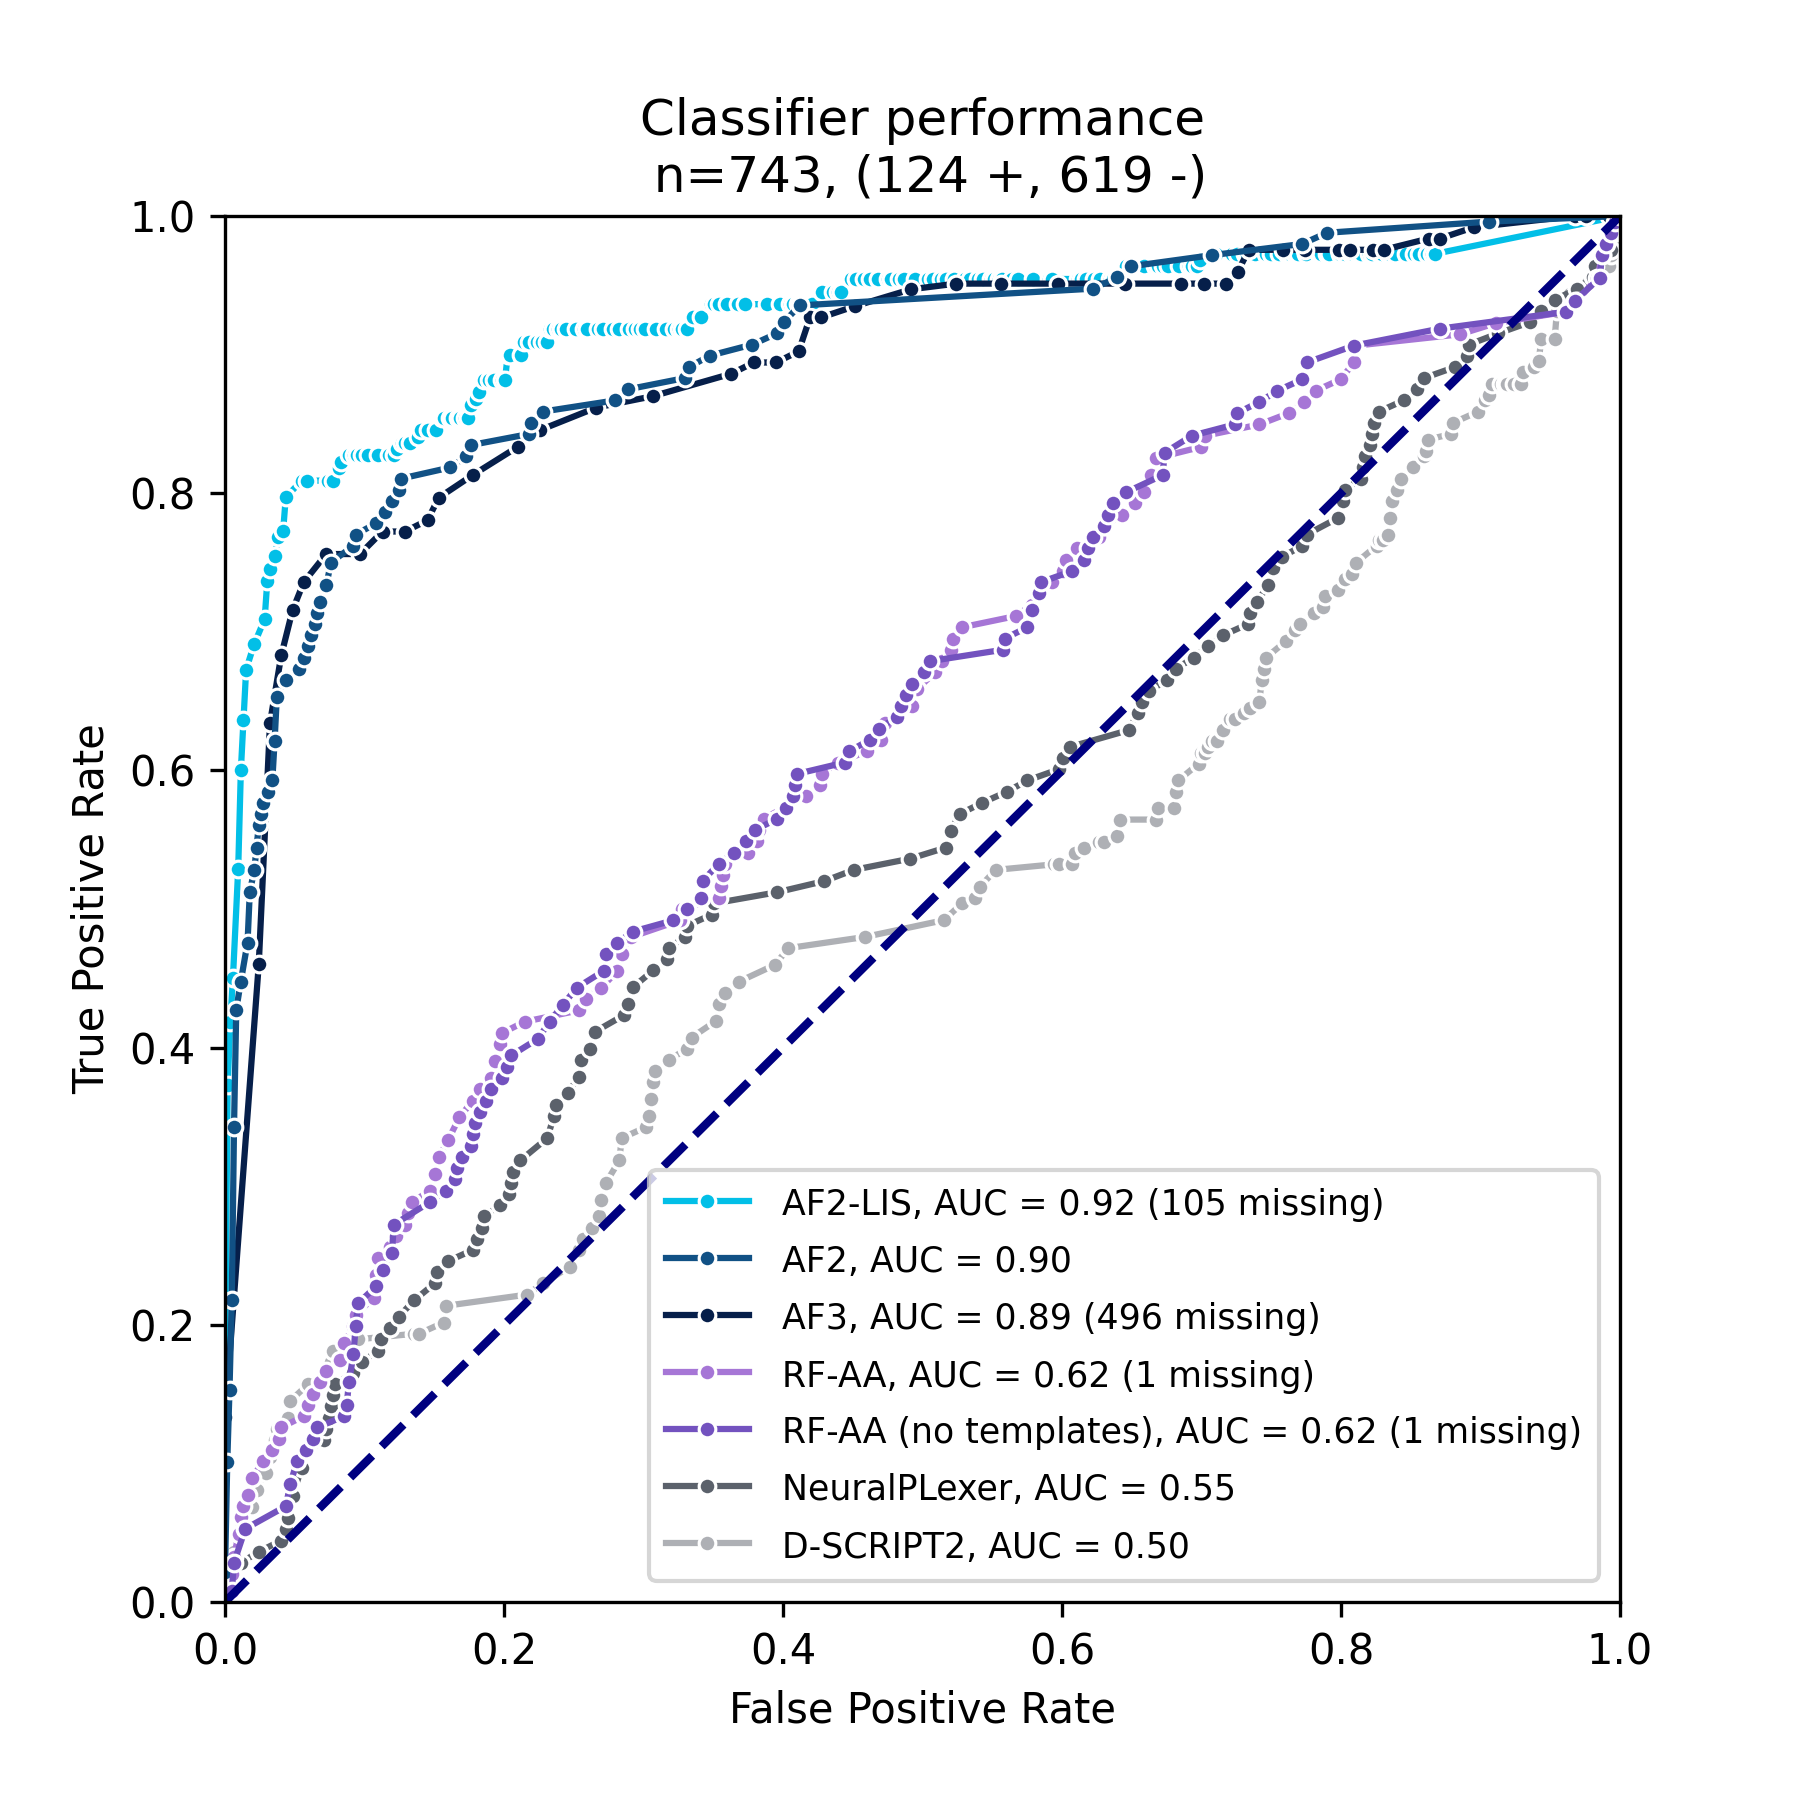 Classifier performance
n=743, (124 +, 619 -)
True Positive Rate
1.0
0.8
0.6
0.4
0.2
0.0
AF2-LIS, AUC = 0.92 (105 missing)
AF2, AUC = 0.90
AF3, AUC = 0.89 (496 missing)
RF-AA, AUC = 0.62 (1 missing)
RF-AA (no templates), AUC = 0.62 (1 missing)
NeuralPLexer, AUC = 0.55
D-SCRIPT2, AUC = 0.50
0.0 0.2 0.4 0.6 0.8 1.0
False Positive Rate